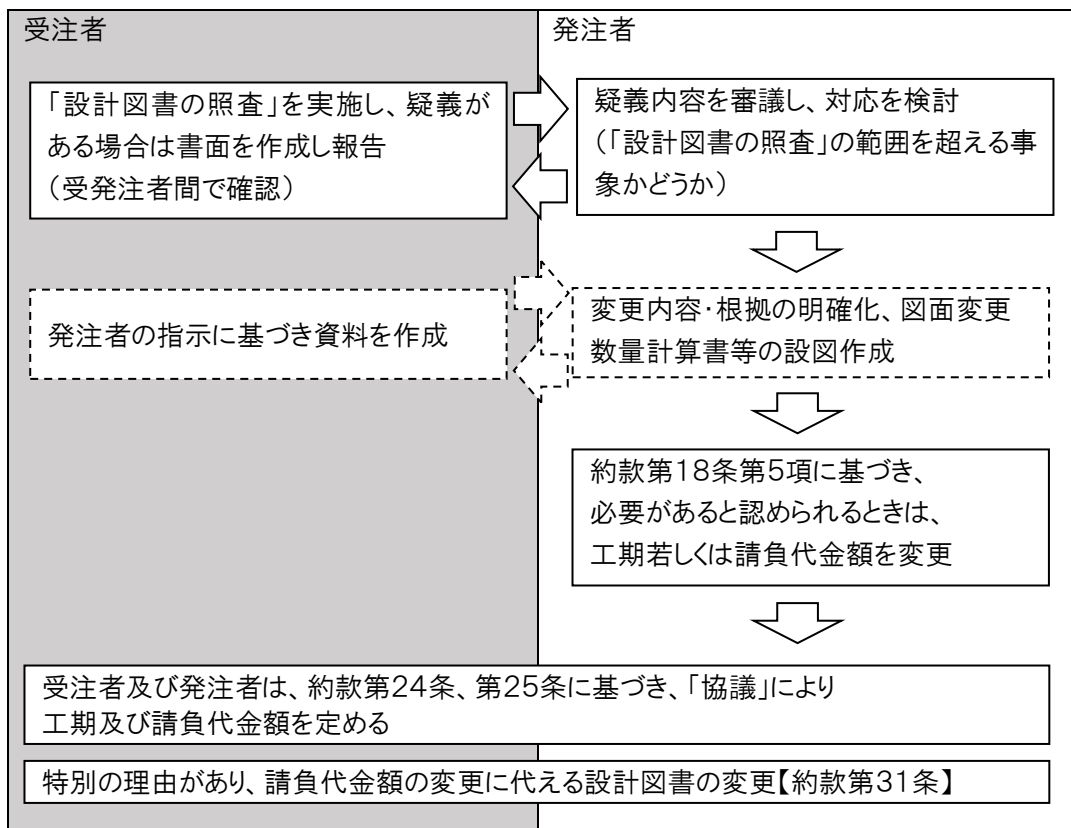 受注者
発注者
「設計図書の照査」を実施し、疑義が
ある場合は書面を作成し報告
（受発注者間で確認）
疑義内容を審議し、対応を検討
（「設計図書の照査」の範囲を超える事
象かどうか）
発注者の指示に基づき資料を作成
変更内容・根拠の明確化、図面変更
数量計算書等の設図作成
約款第18条第5項に基づき、
必要があると認められるときは、
工期若しくは請負代金額を変更
受注者及び発注者は、約款第24条、第25条に基づき、「協議」により
工期及び請負代金額を定める
特別の理由があり、請負代金額の変更に代える設計図書の変更【約款第31条】